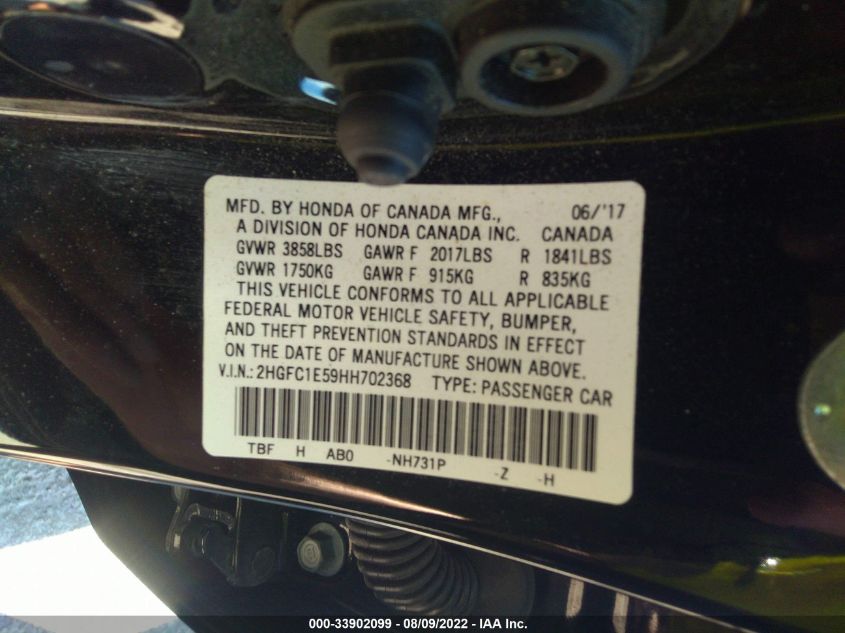 MFD. BY HONDA OF CANADA MFG., 06/'17
A DIVISION OF HONDA CANADA INC. CANADA
GVWR 3858LBS GAWR F 2017LBS R 1841LBS
GVWR 1750KG GAWR F 915KG R 835KG
THIS VEHICLE CONFORMS TO ALL APPLICABLE
FEDERAL MOTOR VEHICLE SAFETY, BUMPER,
AND THEFT PREVENTION STANDARDS IN EFFECT
ON THE DATE OF MANUFACTURE SHOWN ABOVE.
V.I.N.: 2HGFC1E59HH702368 TYPE: PASSENGER CAR
TBF H AB0 -NH731P -Z -H
000-33902099 - 08/09/2022 - IAA Inc.